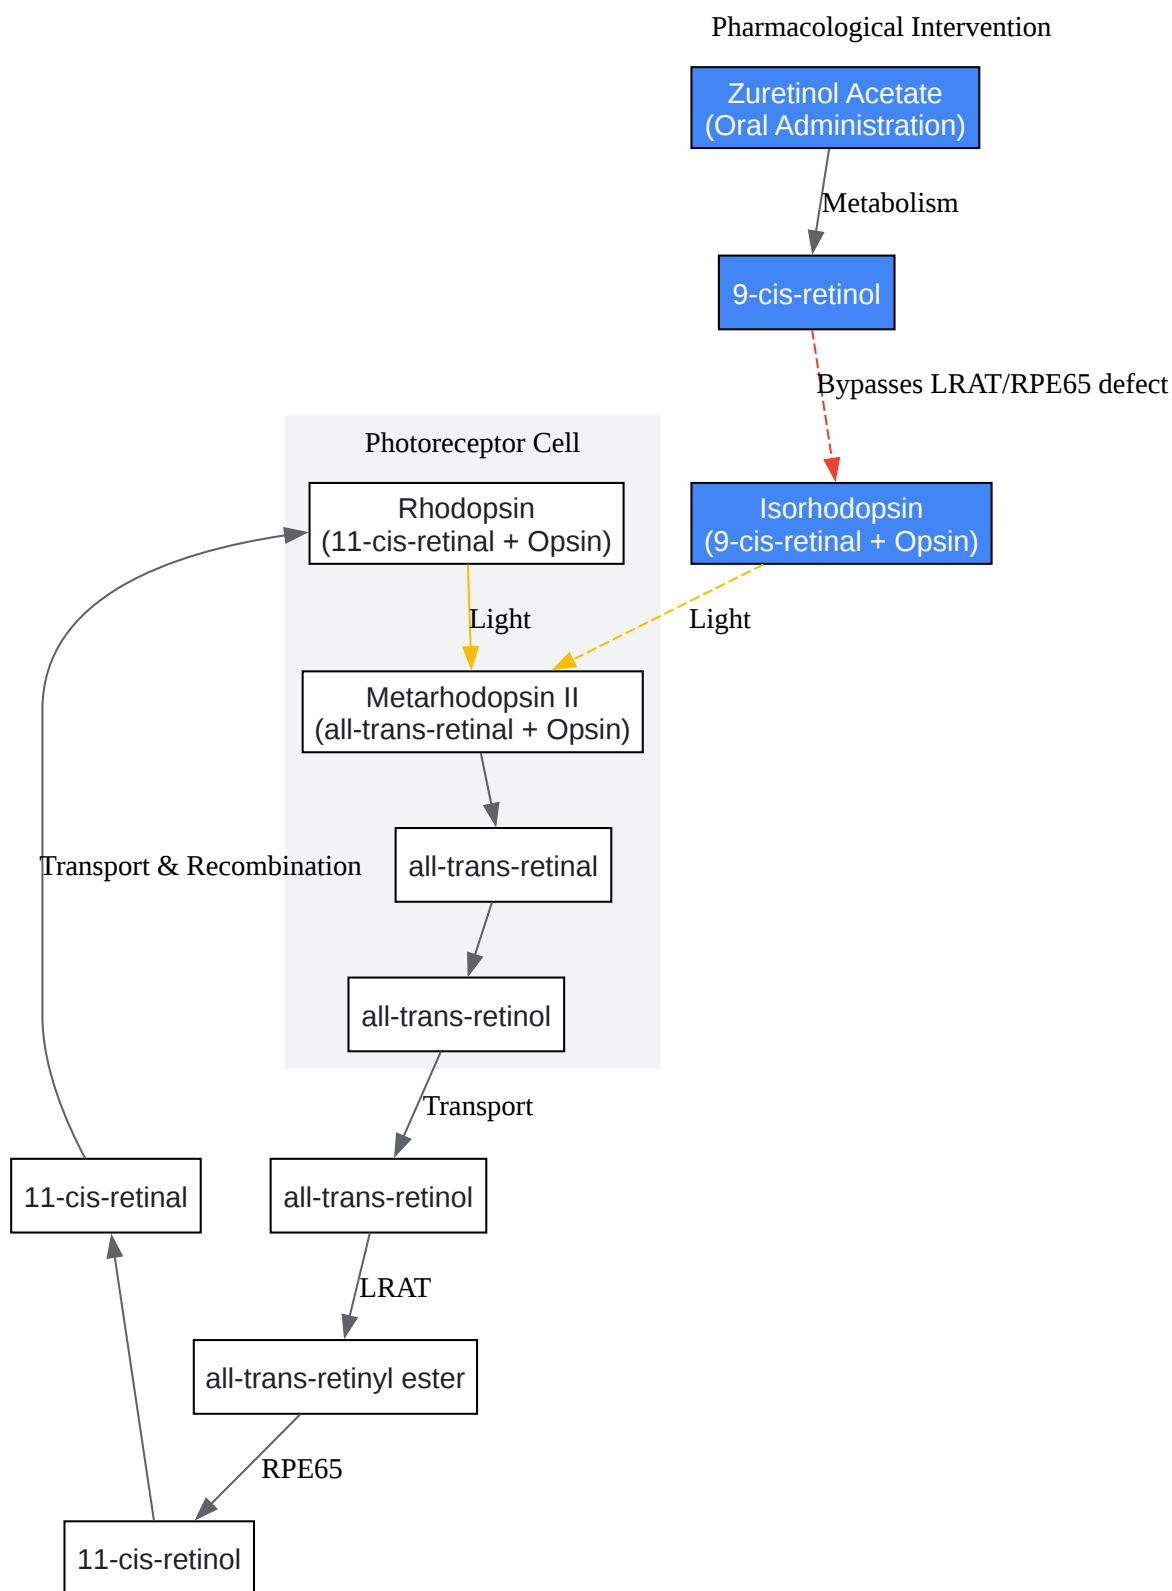 Pharmacological Intervention
Zuretinol Acetate
(Oral Administration)
Metabolism
9-cis-retinol
Bypasses LRAT/RPE65 defect
Photoreceptor Cell
Rhodopsin
(11-cis-retinal + Opsin)
Isorhodopsin
(9-cis-retinal + Opsin)
Light
Light
Metarhodopsin II
(all-trans-retinal + Opsin)
Transport & Recombination
all-trans-retinal
all-trans-retinol
Transport
11-cis-retinal
all-trans-retinol
LRAT
all-trans-retinyl ester
RPE65
11-cis-retinol